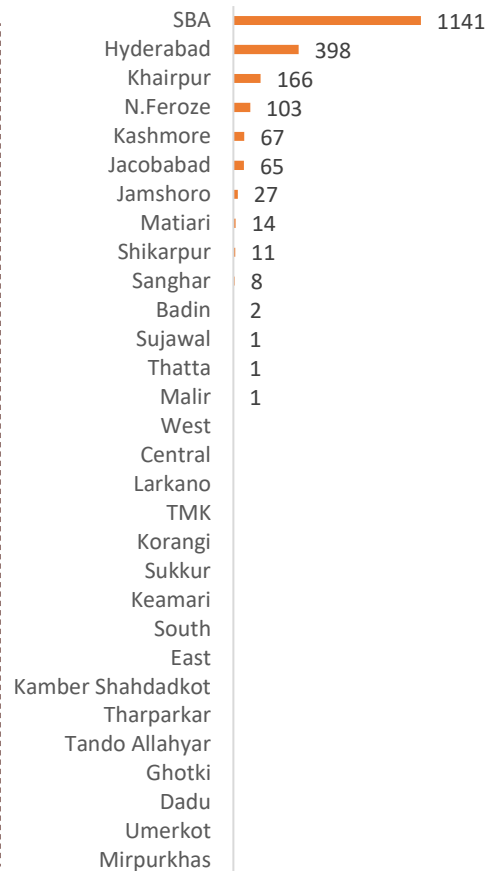 SBA 1141
Hyderabad 398
Khairpur 166
N.Feroze 103
Kashmore 67
Jacobabad 65
Jamshoro 27
Matiari 14
Shikarpur 11
Sanghar 8
Badin 2
Sujawal 1
Thatta 1
Malir 1
West
Central
Larkano
TMK
Korangi
Sukkur
Keamari
South
East
Kamber Shahdadkot
Tharparkar
Tando Allahyar
Ghotki
Dadu
Umerkot
Mirpurkhas